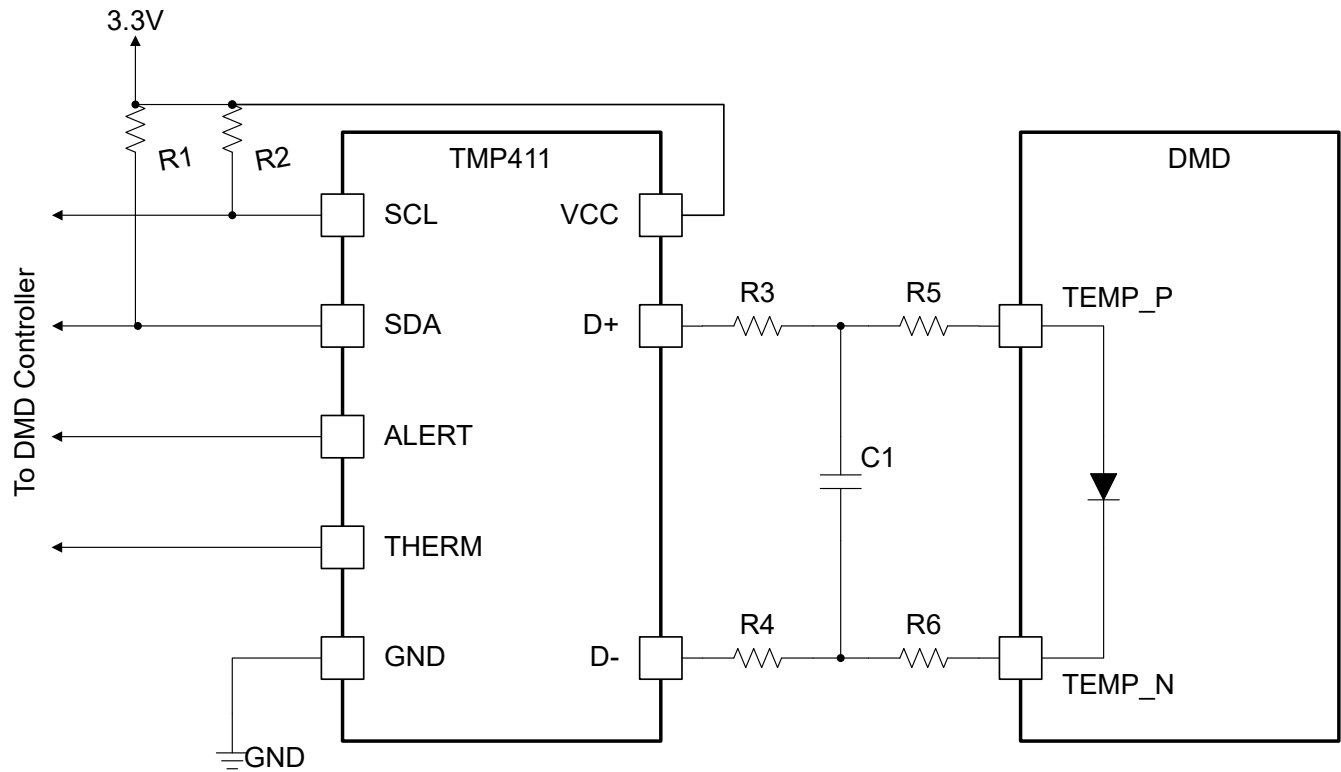 3.3V
R1
R2
TMP411
DMD
SCL
VCC
To DMD Controller
R3
R5
TEMP_P
SDA
D+
ALERT
C1
THERM
R4
R6
GND
D-
TEMP_N
GND